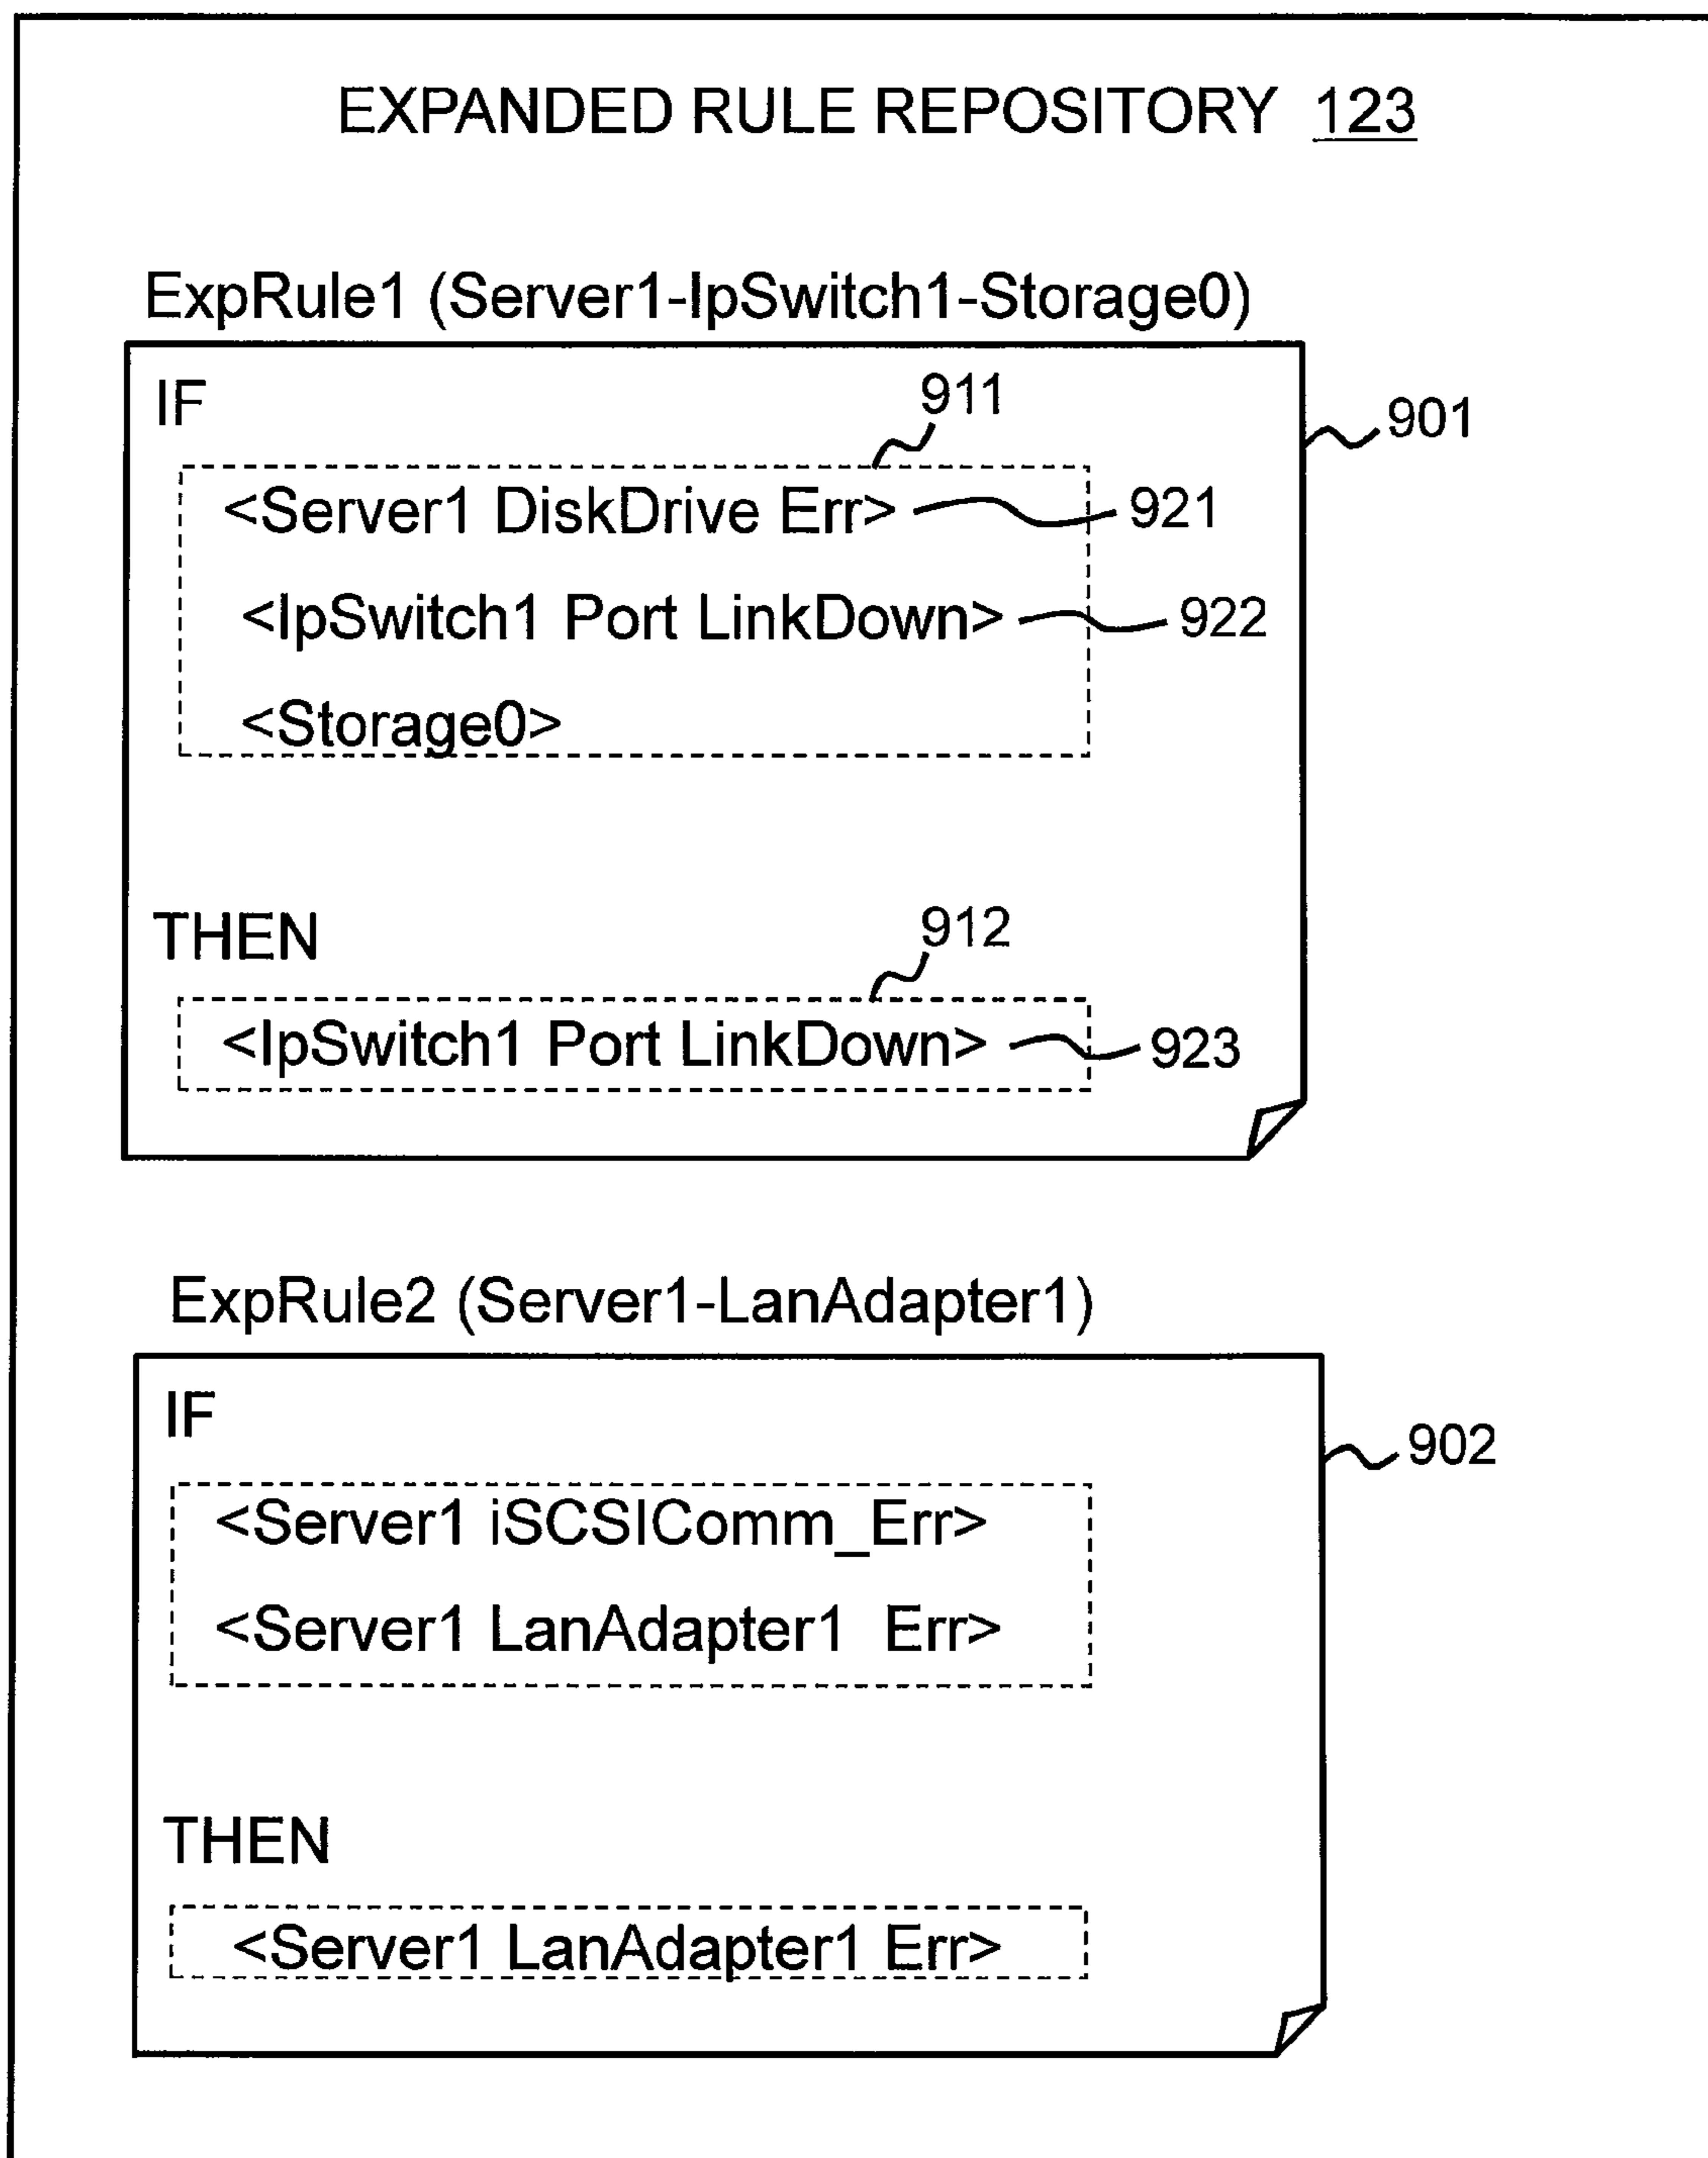 EXPANDED RULE REPOSITORY 123
ExpRule1 (Server1-IpSwitch1-Storage0)
IF
911
901
<Server1 DiskDrive Err>
921
<IpSwitch1 Port LinkDown>
922
<Storage0>
THEN
912
<IpSwitch1 Port LinkDown>
923
ExpRule2 (Server1-LanAdapter1)
IF
902
<Server1 iSCSIComm_Err>
<Server1 LanAdapter1 Err>
THEN
<Server1 LanAdapter1 Err>